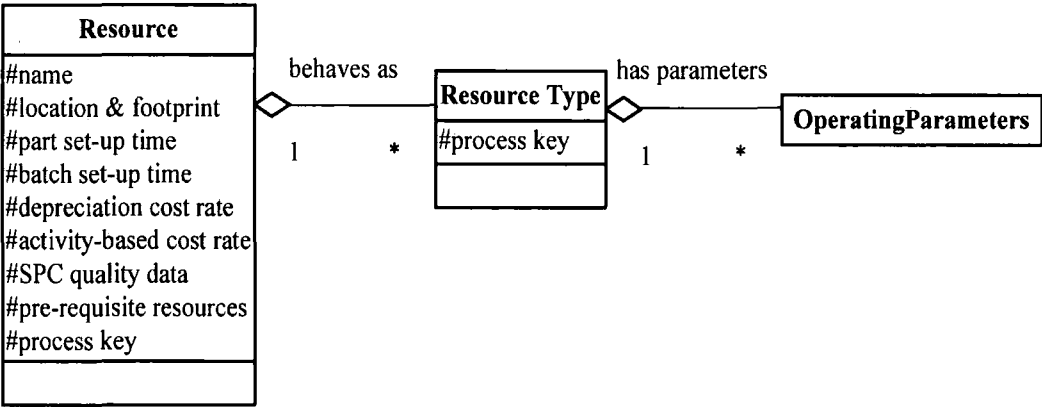 Resource
#name
#location & footprint
#part set-up time
#batch set-up time
#depreciation cost rate
#activity-based cost rate
#SPC quality data
#pre-requisite resources
#process key
behaves as
1 *
Resource Type
#process key
has parameters
1 *
OperatingParameters